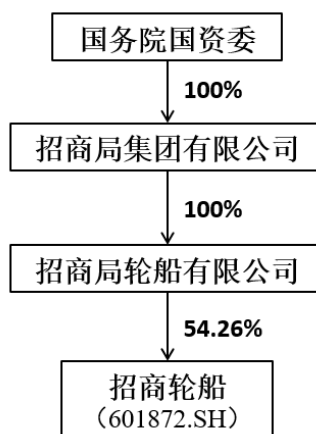 国务院国资委
100%
招商局集团有限公司
100%
招商局轮船有限公司
54.26%
招商轮船
（601872.SH）